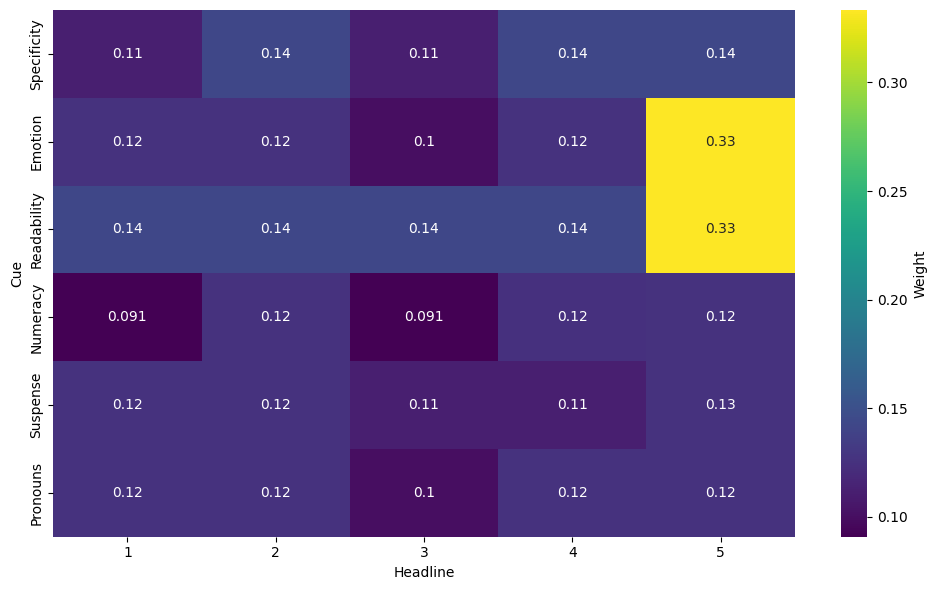 Specificity 0.11 0.14 0.11 0.14 0.14
Emotion 0.12 0.12 0.1 0.12 0.33
Readability 0.14 0.14 0.14 0.14 0.33
Numeracy 0.091 0.12 0.091 0.12 0.12
Suspense 0.12 0.12 0.11 0.11 0.13
Pronouns 0.12 0.12 0.1 0.12 0.12
Cue
1 2 3 4 5
Headline
0.30
0.25
0.20
0.15
0.10
Weight